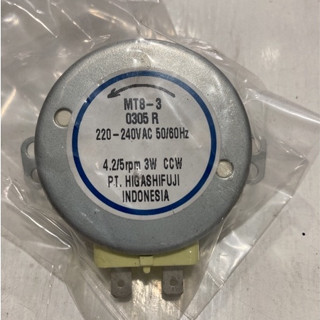 MT8-3
0305 R
220-240VAC 50/60Hz
4.2/5rpm 3W CCW
PT. HIGASHIFUJI
INDONESIA